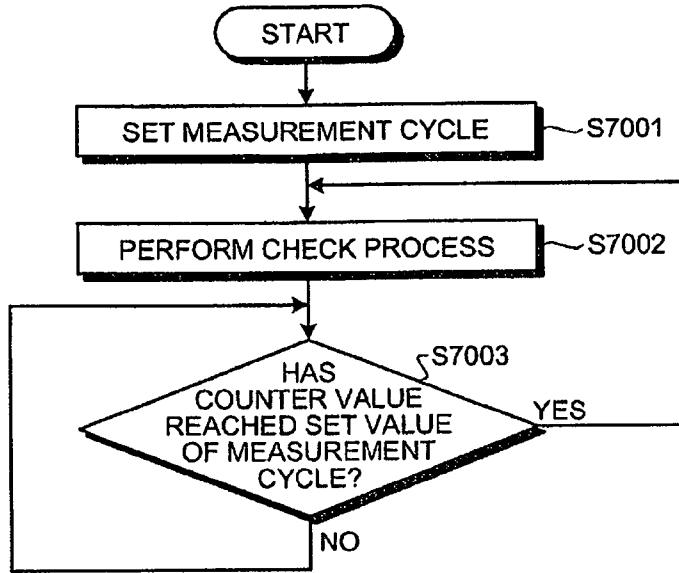 START
SET MEASUREMENT CYCLE
S7001
PERFORM CHECK PROCESS
S7002
S7003
HAS
COUNTER VALUE
REACHED SET VALUE
OF MEASUREMENT
CYCLE?
YES
NO